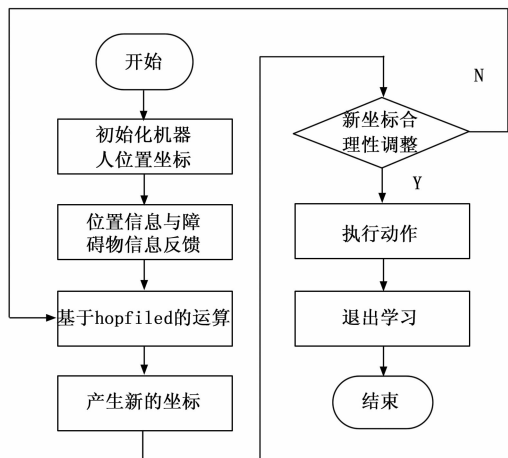 开始
初始化机器
人位置坐标
位置信息与障
碍物信息反馈
基于hopfiled的运算
产生新的坐标
新坐标合
理性调整
N
Y
执行动作
退出学习
结束